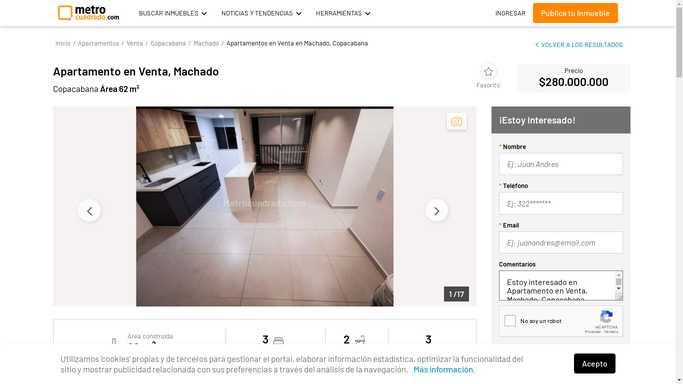 metro
cuadrado.com
BUSCAR INMUEBLES
NOTICIAS Y TENDENCIAS
HERRAMIENTAS
INGRESAR
Publica tu Inmueble
Inicio / Apartamentos / Venta / Copacabana / Machado / Apartamentos en Venta en Machado, Copacabana
VOLVER A LOS RESULTADOS
Apartamento en Venta, Machado
Copacabana Área 62 m²
Favorito
Precio
$280.000.000
Metrocuadrado.com
1 /17
¡Estoy interesado!
* Nombre
Ej: Juan Andres
* Teléfono
Ej: 322*******
* Email
Ej: juanandres@email.com
Comentarios
Estoy interesado en
Apartamento en Venta,
Machado, Copacabana
No soy un robot
reCAPTCHA
Privacidad - Términos
Área construida
3
2
3
Utilizamos 'cookies' propias y de terceros para gestionar el portal, elaborar información estadística, optimizar la funcionalidad del
sitio y mostrar publicidad relacionada con sus preferencias a través del análisis de la navegación. Más información.
Acepto